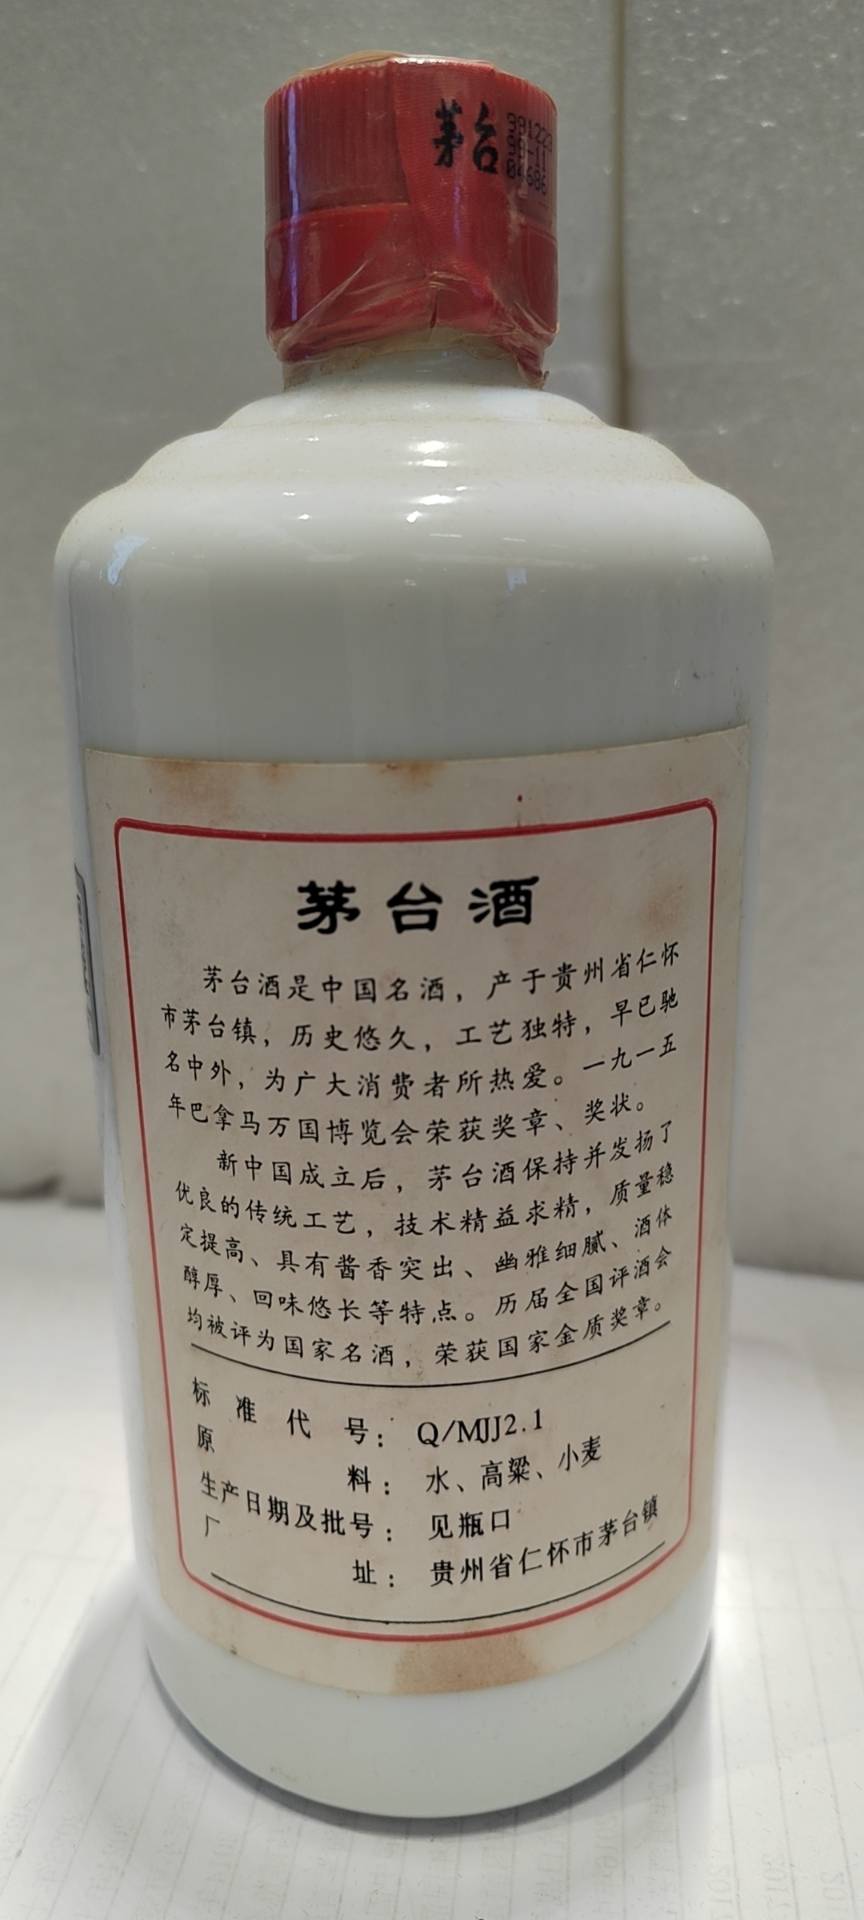 茅台
991223
99-11
04686
茅台酒
茅台酒是中国名酒，产于贵州省仁怀
市茅台镇，历史悠久，工艺独特，早已驰
名中外，为广大消费者所热爱。一九一五
年巴拿马万国博览会荣获奖章、奖状。
新中国成立后，茅台酒保持并发扬了
优良的传统工艺，技术精益求精，质量稳
定提高、具有酱香突出、幽雅细腻、酒体
醇厚、回味悠长等特点。历届全国评酒会
均被评为国家名酒，荣获国家金质奖章。
标准代号：Q/MJJ2.1
原料：水、高粱、小麦
生产日期及批号：见瓶口
厂址：贵州省仁怀市茅台镇